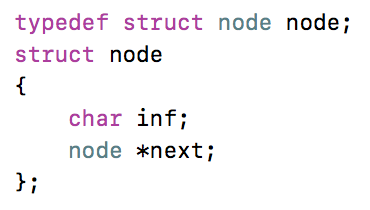 typedef struct node node;
struct node
{
    char inf;
    node *next;
};